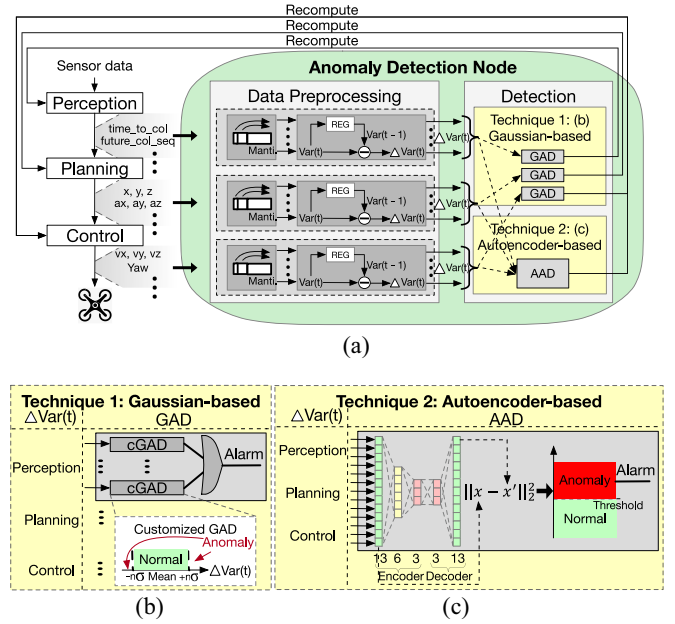 Recompute
Recompute
Recompute
Sensor data
Anomaly Detection Node
Perception
Data Preprocessing
Detection
time_to_col
future_col_seq
Manti.
Var(t)
REG
Var(t − 1)
△ Var(t)
△ Var(t)
Technique 1: (b)
Gaussian-based
GAD
GAD
GAD
Planning
x, y, z
ax, ay, az
Manti.
Var(t)
REG
Var(t − 1)
△ Var(t)
△ Var(t)
Control
vx, vy, vz
Yaw
Manti.
Var(t)
REG
Var(t −1)
△ Var(t)
△ Var(t)
Technique 2: (c)
Autoencoder-based
AAD
(a)
Technique 1: Gaussian-based
△Var(t)
GAD
Perception
Planning
Control
cGAD
cGAD
Alarm
Customized GAD
Anomaly
Normal
-nσ Mean +nσ
△Var(t)
(b)
Technique 2: Autoencoder-based
△Var(t)
AAD
Perception
Planning
Control
13 6 3 3 13
Encoder Decoder
||x − x′||₂²
Anomaly
Alarm
Threshold
Normal
(c)